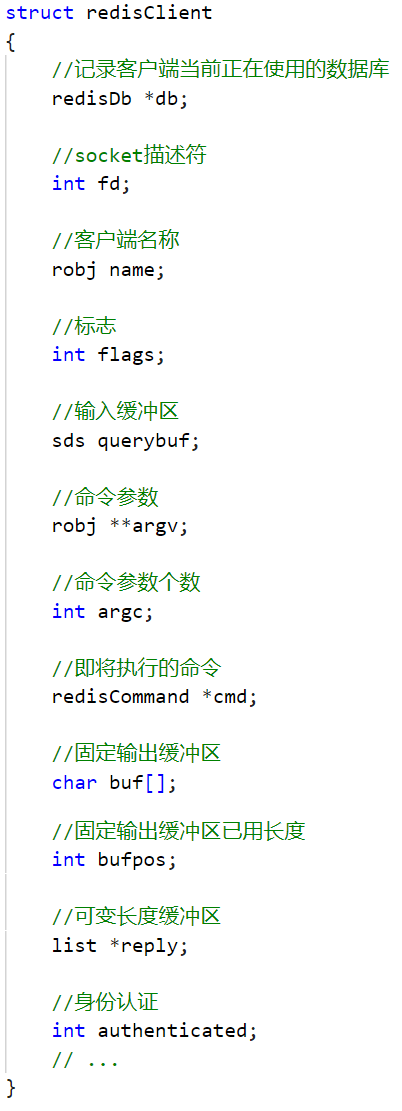 struct redisClient
{
//记录客户端当前正在使用的数据库
redisDb *db;
//socket描述符
int fd;
//客户端名称
robj name;
//标志
int flags;
//输入缓冲区
sds querybuf;
//命令参数
robj **argv;
//命令参数个数
int argc;
//即将执行的命令
redisCommand *cmd;
//固定输出缓冲区
char buf[];
//固定输出缓冲区已用长度
int bufpos;
//可变长度缓冲区
list *reply;
//身份认证
int authenticated;
// ...
}